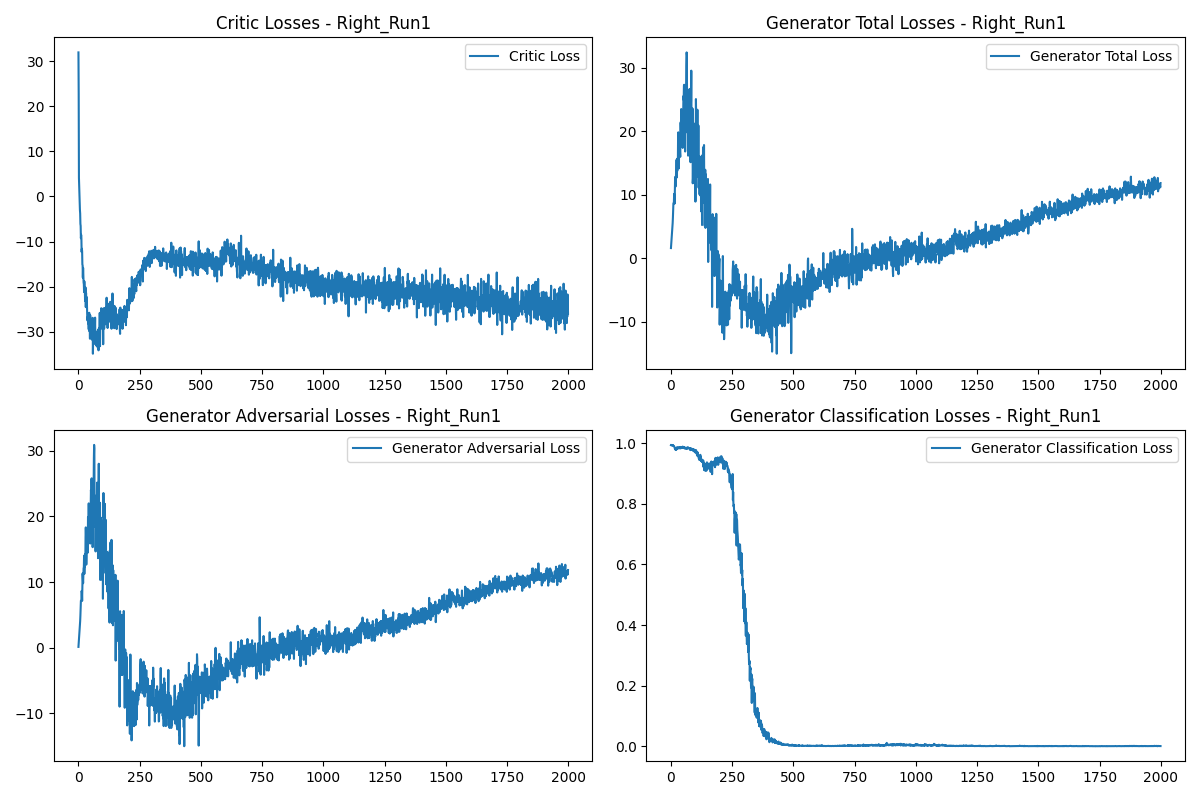 Critic Losses - Right_Run1
Critic Loss
30
20
10
0
−10
−20
−30
0 250 500 750 1000 1250 1500 1750 2000
Generator Total Losses - Right_Run1
Generator Total Loss
30
20
10
0
−10
0 250 500 750 1000 1250 1500 1750 2000
Generator Adversarial Losses - Right_Run1
Generator Adversarial Loss
30
20
10
0
−10
0 250 500 750 1000 1250 1500 1750 2000
Generator Classification Losses - Right_Run1
Generator Classification Loss
1.0
0.8
0.6
0.4
0.2
0.0
0 250 500 750 1000 1250 1500 1750 2000